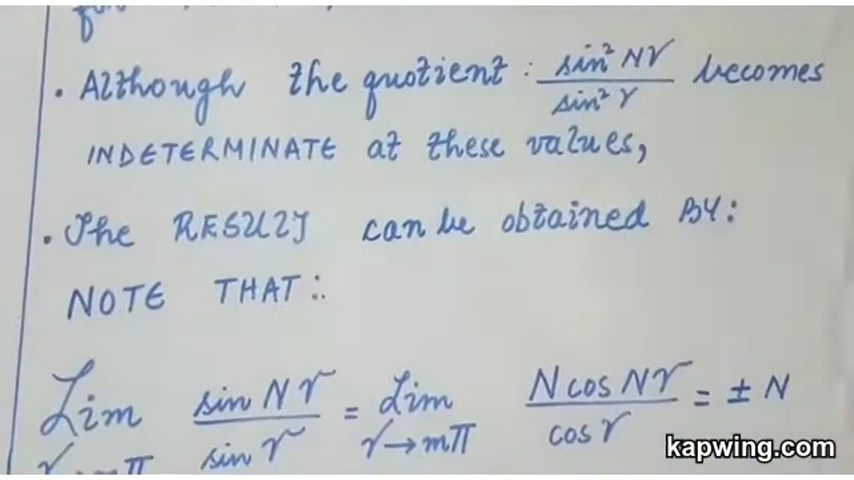 • Although the quotient : sin² Nγ / sin² γ becomes
INDETERMINATE at these values,
• The RESULT can be obtained BY:
NOTE THAT:
Lim γ→mπ sin Nγ / sin γ = Lim γ→mπ N cos Nγ / cos γ = ± N
kapwing.com